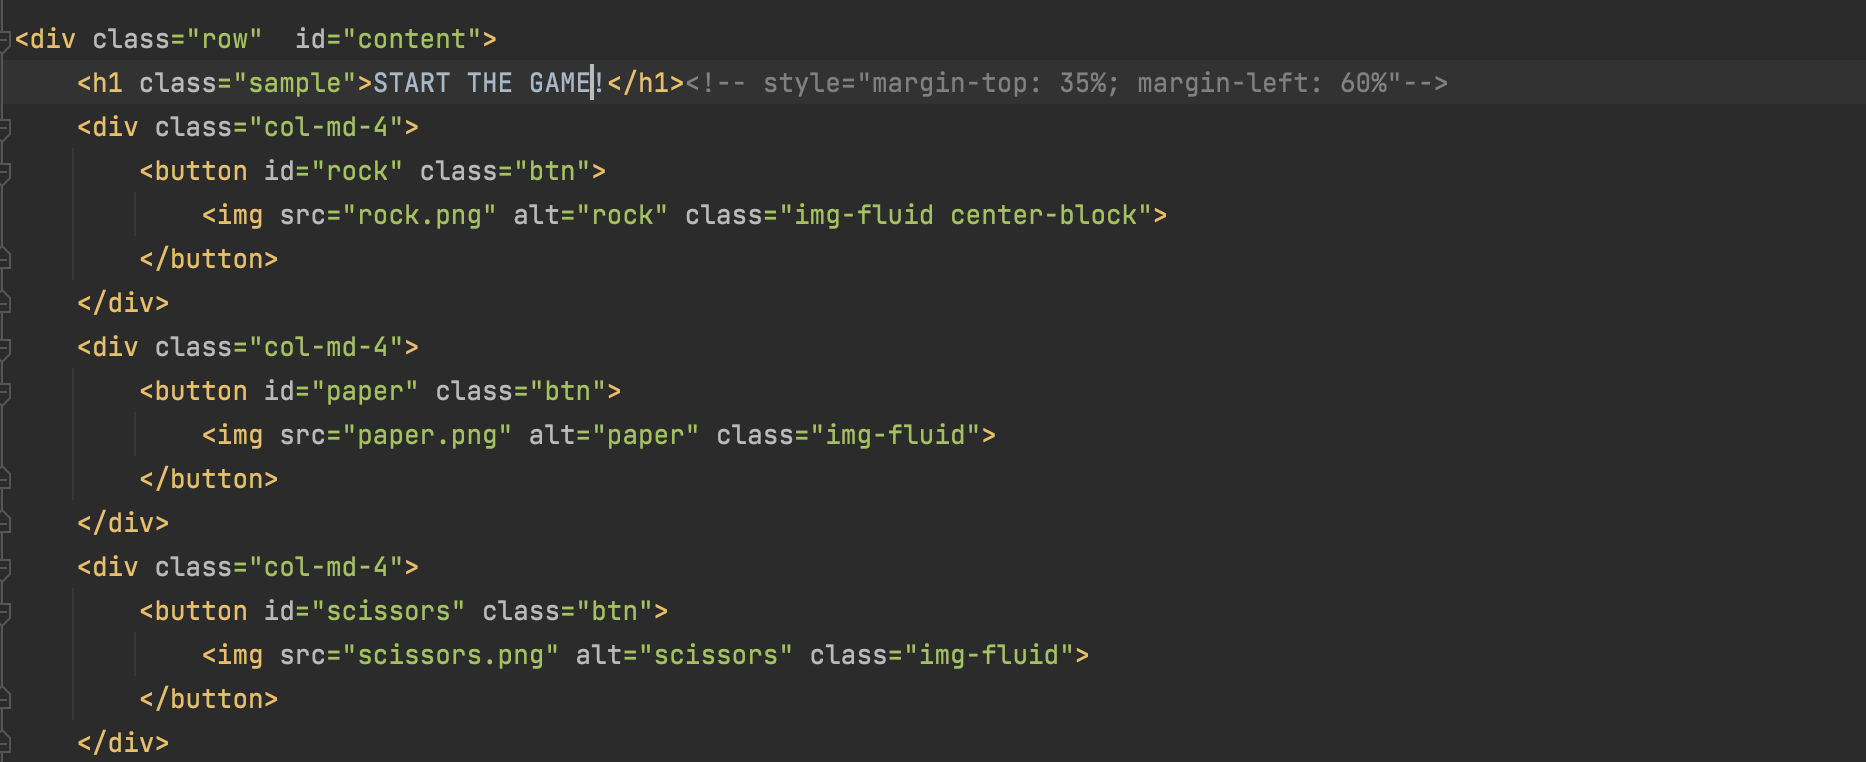 <div class="row"  id="content">
    <h1 class="sample">START THE GAME!</h1><!-- style="margin-top: 35%; margin-left: 60%"-->
    <div class="col-md-4">
        <button id="rock" class="btn">
            <img src="rock.png" alt="rock" class="img-fluid center-block">
        </button>
    </div>
    <div class="col-md-4">
        <button id="paper" class="btn">
            <img src="paper.png" alt="paper" class="img-fluid">
        </button>
    </div>
    <div class="col-md-4">
        <button id="scissors" class="btn">
            <img src="scissors.png" alt="scissors" class="img-fluid">
        </button>
    </div>